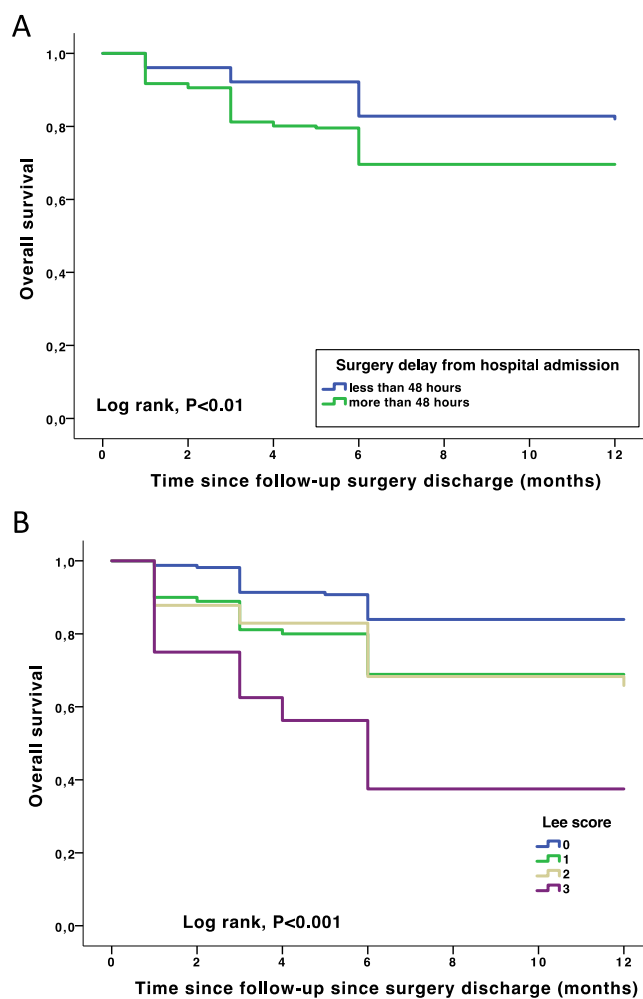 A
1,0
0,8
0,6
0,4
0,2
0,0
Overall survival
Surgery delay from hospital admission
less than 48 hours
more than 48 hours
Log rank, P<0.01
0 2 4 6 8 10 12
Time since follow-up surgery discharge (months)
B
1,0
0,8
0,6
0,4
0,2
0,0
Overall survival
Lee score
0
1
2
3
Log rank, P<0.001
0 2 4 6 8 10 12
Time since follow-up since surgery discharge (months)